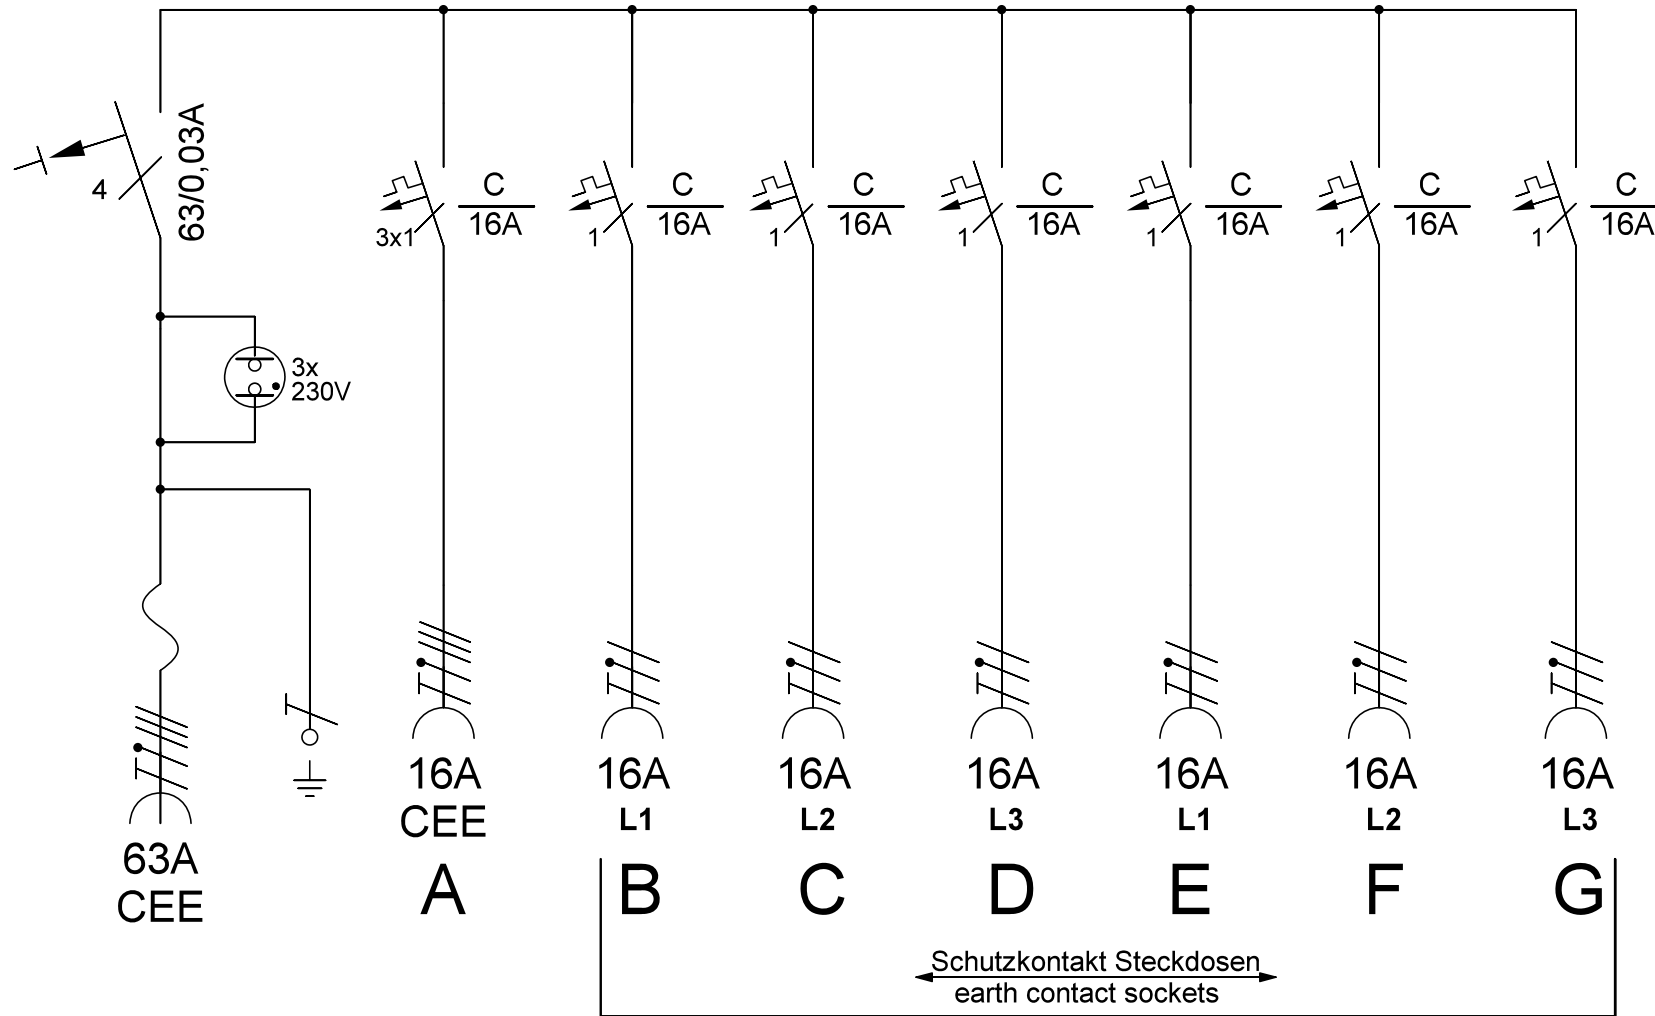 63/0,03A
4
3x
230V
63A
CEE
C
16A
3x1
16A
CEE
A
C
16A
1
16A
L1
B
C
16A
1
16A
L2
C
C
16A
1
16A
L3
D
C
16A
1
16A
L1
E
C
16A
1
16A
L2
F
C
16A
1
16A
L3
G
Schutzkontakt Steckdosen
earth contact sockets